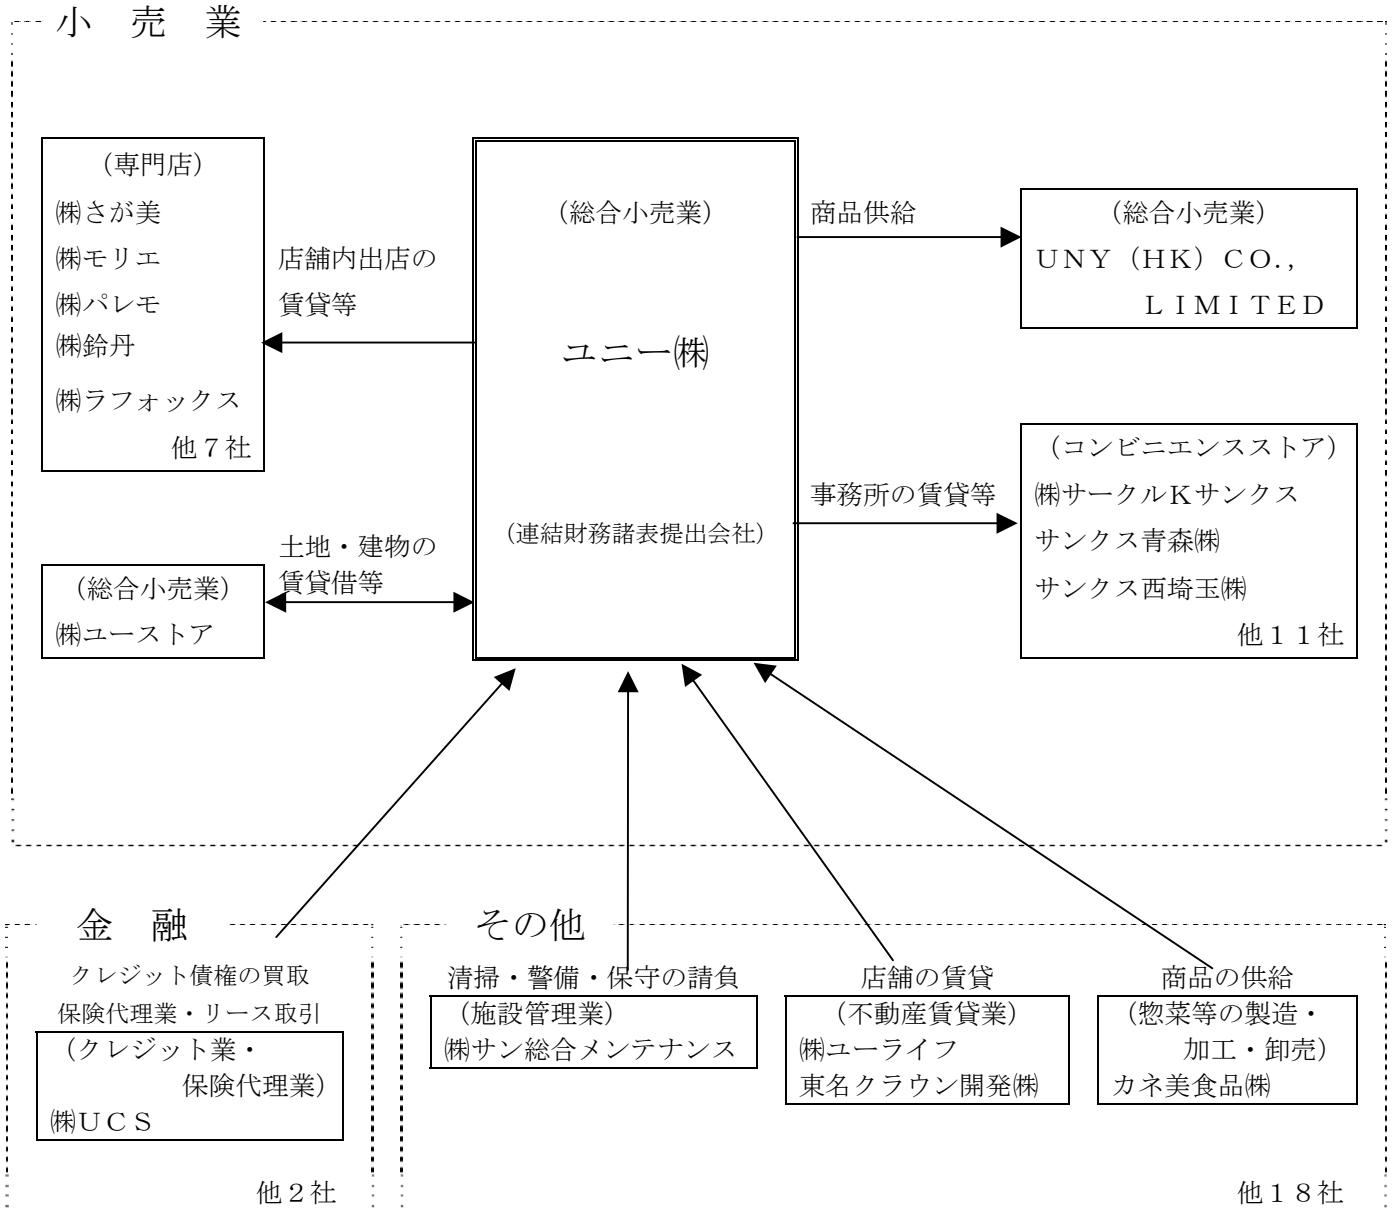 小　売　業
（専門店）
㈱さが美
㈱モリエ
㈱パレモ
㈱鈴丹
㈱ラフォックス
他７社
店舗内出店の
賃貸等
（総合小売業）
ユニー㈱
（連結財務諸表提出会社）
商品供給
（総合小売業）
ＵＮＹ（ＨＫ）ＣＯ．，
ＬＩＭＩＴＥＤ
事務所の賃貸等
（コンビニエンスストア）
㈱サークルＫサンクス
サンクス青森㈱
サンクス西埼玉㈱
他１１社
土地・建物の
賃貸借等
（総合小売業）
㈱ユーストア
金　融
クレジット債権の買取
保険代理業・リース取引
（クレジット業・
保険代理業）
㈱ＵＣＳ
他２社
その他
清掃・警備・保守の請負
（施設管理業）
㈱サン総合メンテナンス
店舗の賃貸
（不動産賃貸業）
㈱ユーライフ
東名クラウン開発㈱
商品の供給
（惣菜等の製造・
加工・卸売）
カネ美食品㈱
他１８社